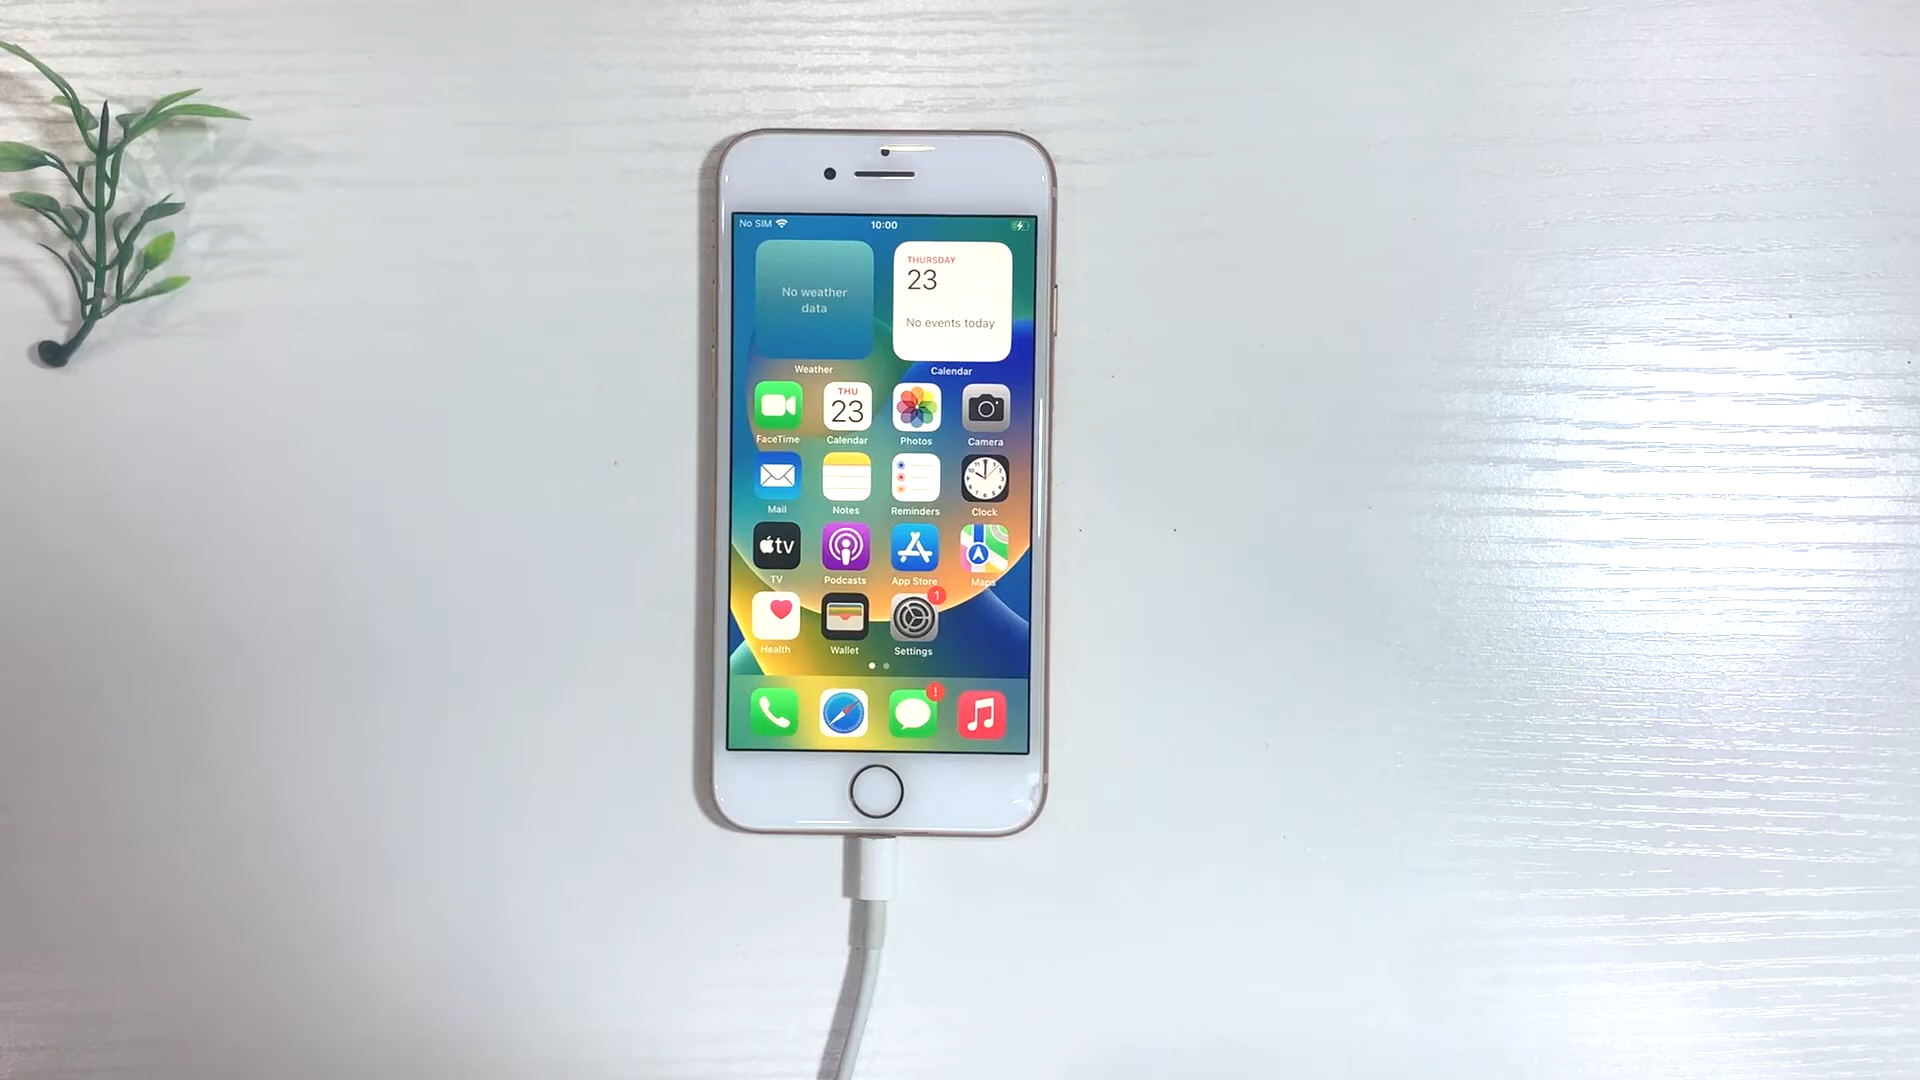 No SIM 10:00
No weather
data
THURSDAY
23
No events today
Weather Calendar
THU
23
FaceTime Calendar Photos Camera
Mail Notes Reminders Clock
tv
TV Podcasts App Store Maps
1
Health Wallet Settings
!